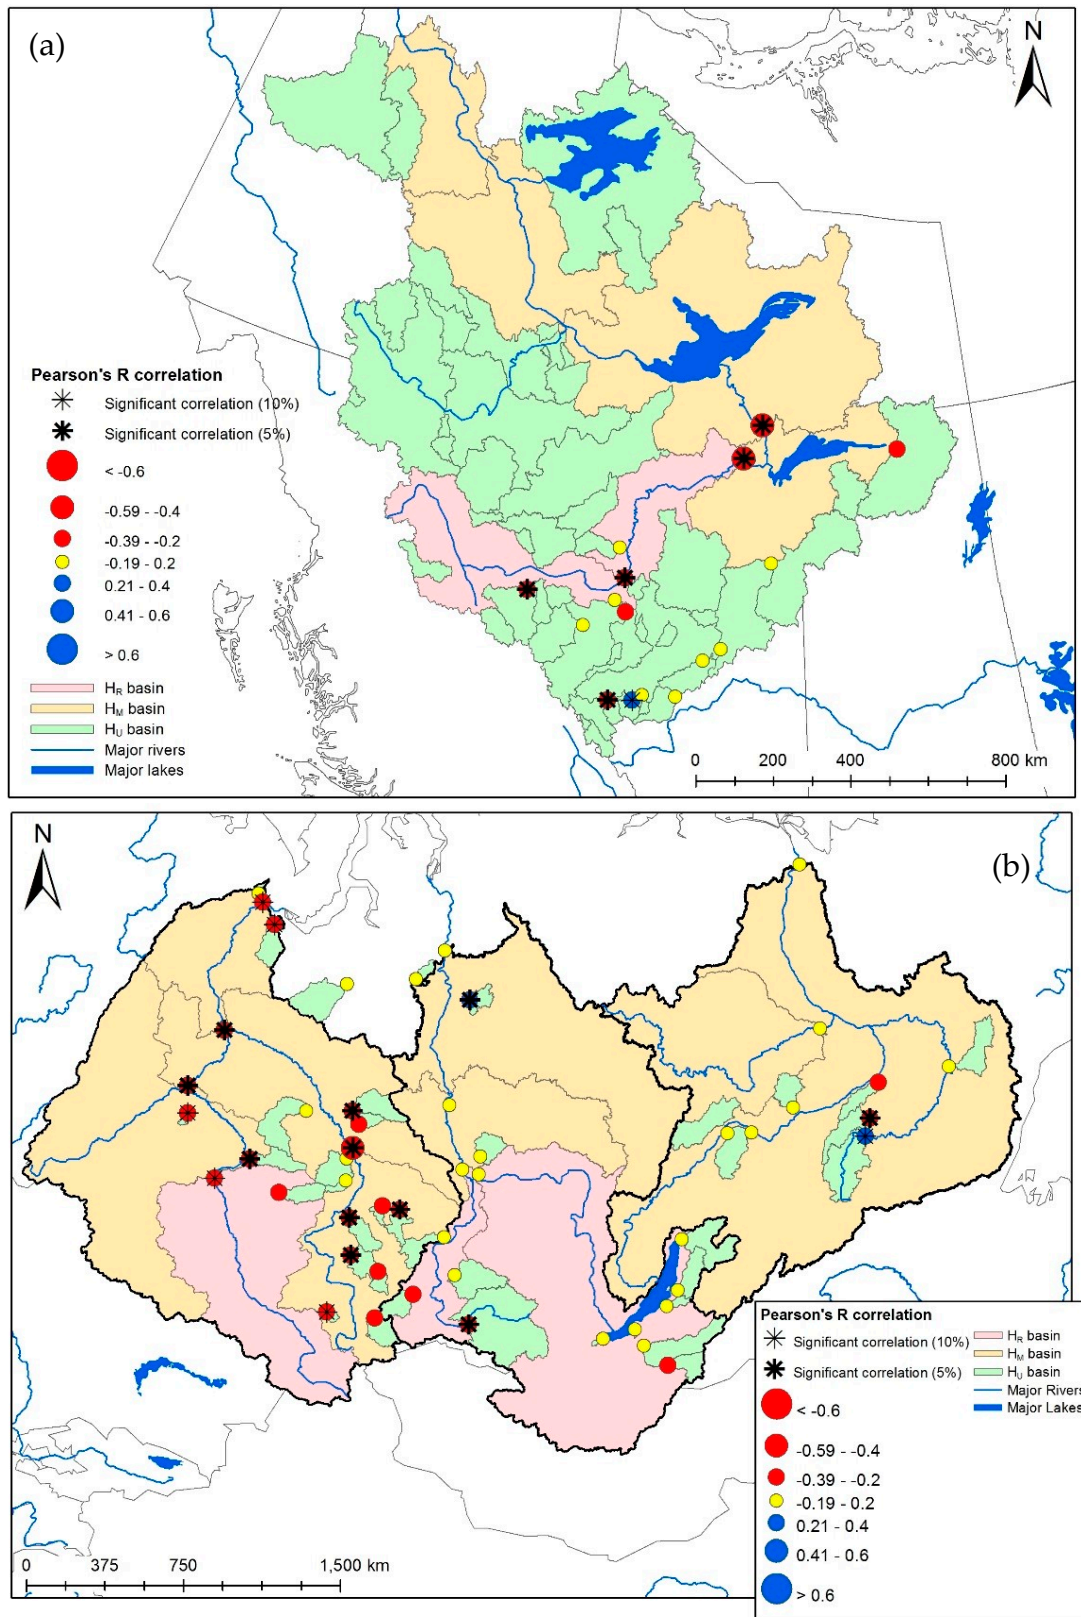 (a)
N
Pearson's R correlation
Significant correlation (10%)
Significant correlation (5%)
< -0.6
-0.59 - -0.4
-0.39 - -0.2
-0.19 - 0.2
0.21 - 0.4
0.41 - 0.6
> 0.6
HR basin
HM basin
HU basin
Major rivers
Major lakes
0 200 400 800 km
N
(b)
Pearson's R correlation
Significant correlation (10%)
Significant correlation (5%)
< -0.6
-0.59 - -0.4
-0.39 - -0.2
-0.19 - 0.2
0.21 - 0.4
0.41 - 0.6
> 0.6
HR basin
HM basin
HU basin
Major Rivers
Major Lakes
0 375 750 1,500 km